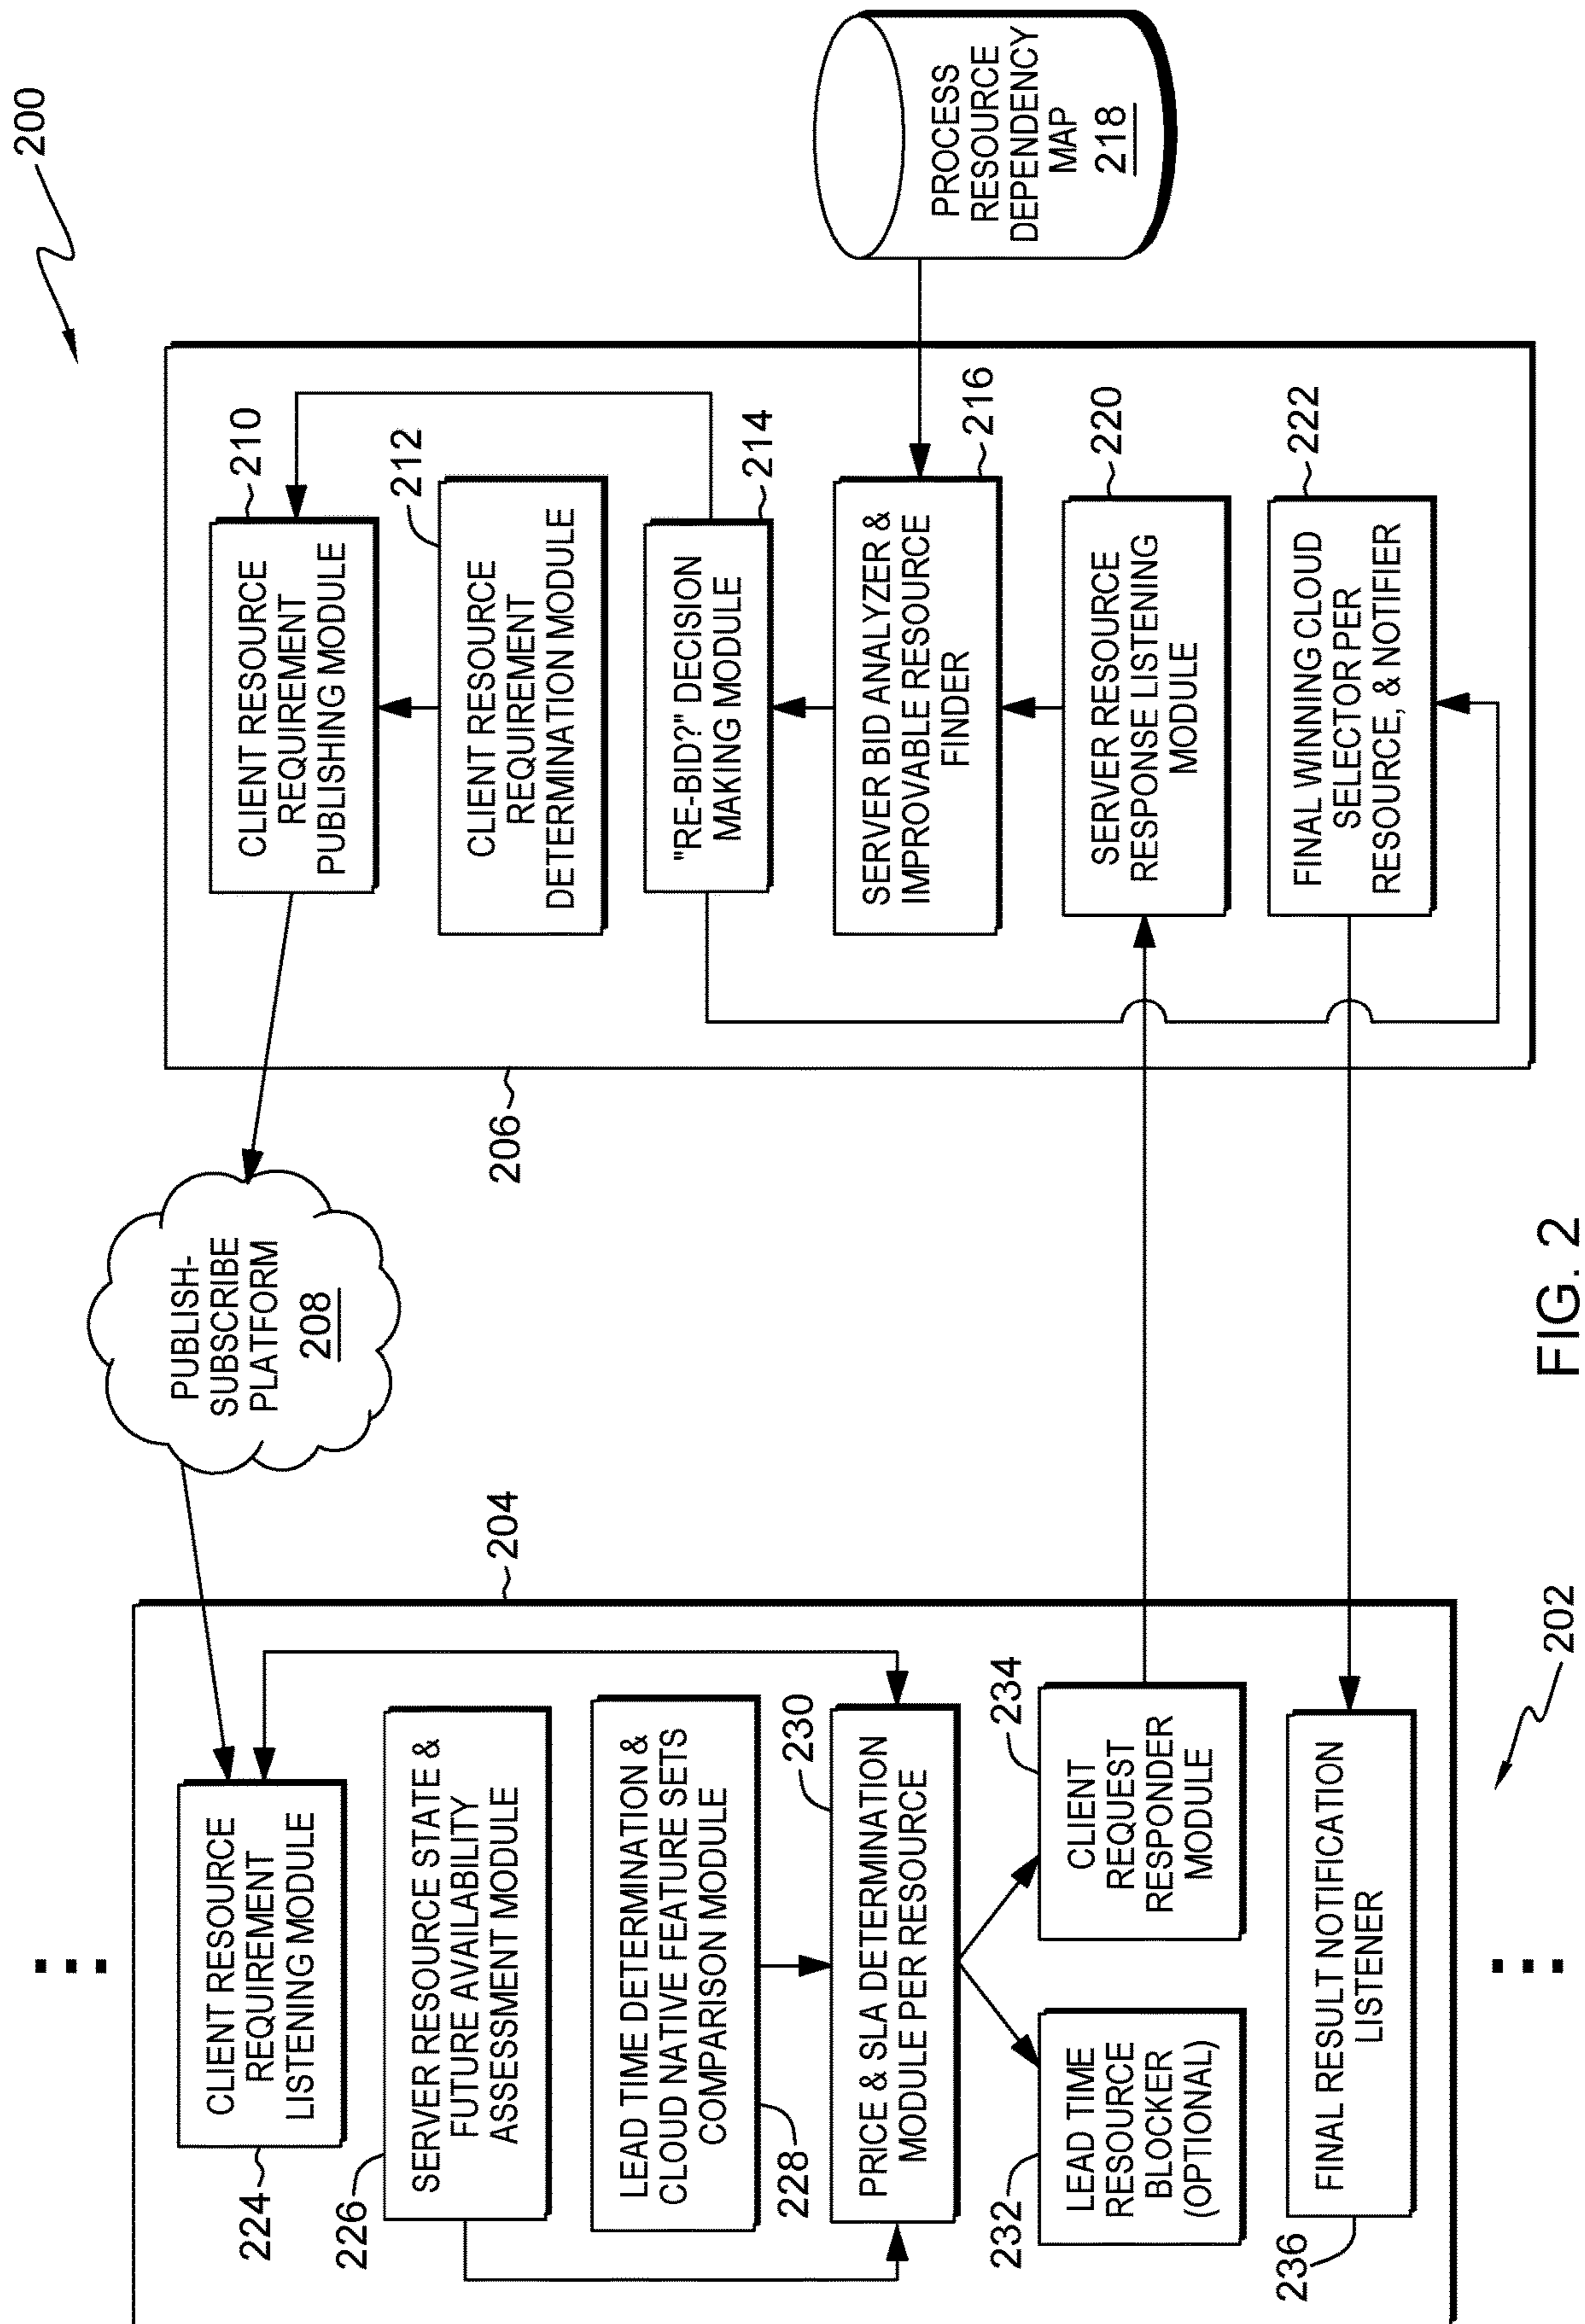 200
208
PUBLISH-
SUBSCRIBE
PLATFORM
204
CLIENT RESOURCE
REQUIREMENT
LISTENING MODULE
224
SERVER RESOURCE STATE &
FUTURE AVAILABILITY
ASSESSMENT MODULE
226
LEAD TIME DETERMINATION &
CLOUD NATIVE FEATURE SETS
COMPARISON MODULE
228
PRICE & SLA DETERMINATION
MODULE PER RESOURCE
230
LEAD TIME
RESOURCE
BLOCKER
(OPTIONAL)
232
CLIENT
REQUEST
RESPONDER
MODULE
234
FINAL RESULT NOTIFICATION
LISTENER
236
202
206
CLIENT RESOURCE
REQUIREMENT
PUBLISHING MODULE
210
CLIENT RESOURCE
REQUIREMENT
DETERMINATION MODULE
212
"RE-BID?" DECISION
MAKING MODULE
214
SERVER BID ANALYZER &
IMPROVABLE RESOURCE
FINDER
216
SERVER RESOURCE
RESPONSE LISTENING
MODULE
220
FINAL WINNING CLOUD
SELECTOR PER
RESOURCE, & NOTIFIER
222
PROCESS
RESOURCE
DEPENDENCY
MAP
218
FIG. 2